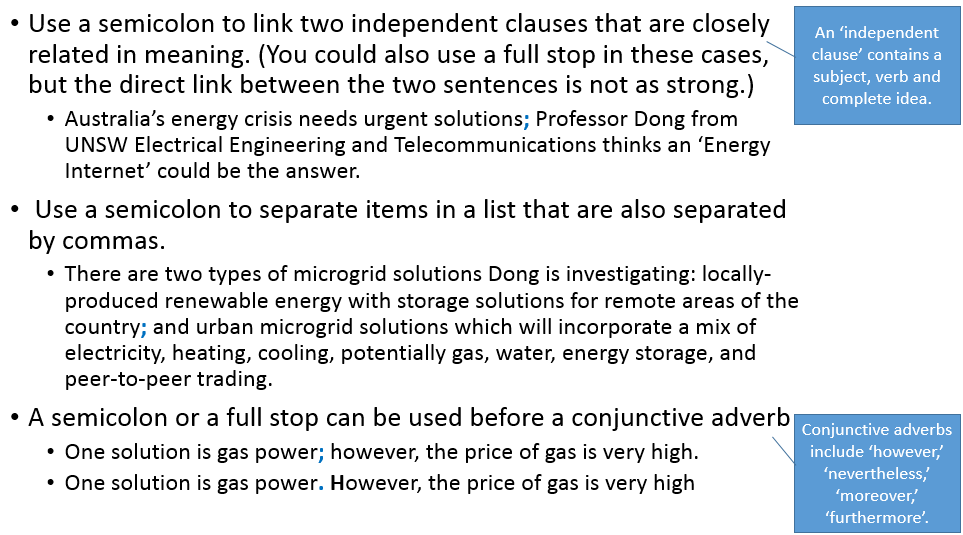 • Use a semicolon to link two independent clauses that are closely
related in meaning. (You could also use a full stop in these cases,
but the direct link between the two sentences is not as strong.)
An ‘independent
clause’ contains a
subject, verb and
complete idea.
• Australia’s energy crisis needs urgent solutions; Professor Dong from
UNSW Electrical Engineering and Telecommunications thinks an ‘Energy
Internet’ could be the answer.
• Use a semicolon to separate items in a list that are also separated
by commas.
• There are two types of microgrid solutions Dong is investigating: locally-
produced renewable energy with storage solutions for remote areas of the
country; and urban microgrid solutions which will incorporate a mix of
electricity, heating, cooling, potentially gas, water, energy storage, and
peer-to-peer trading.
• A semicolon or a full stop can be used before a conjunctive adverb
Conjunctive adverbs
include ‘however,’
‘nevertheless,’
‘moreover,’
‘furthermore’.
• One solution is gas power; however, the price of gas is very high.
• One solution is gas power. However, the price of gas is very high